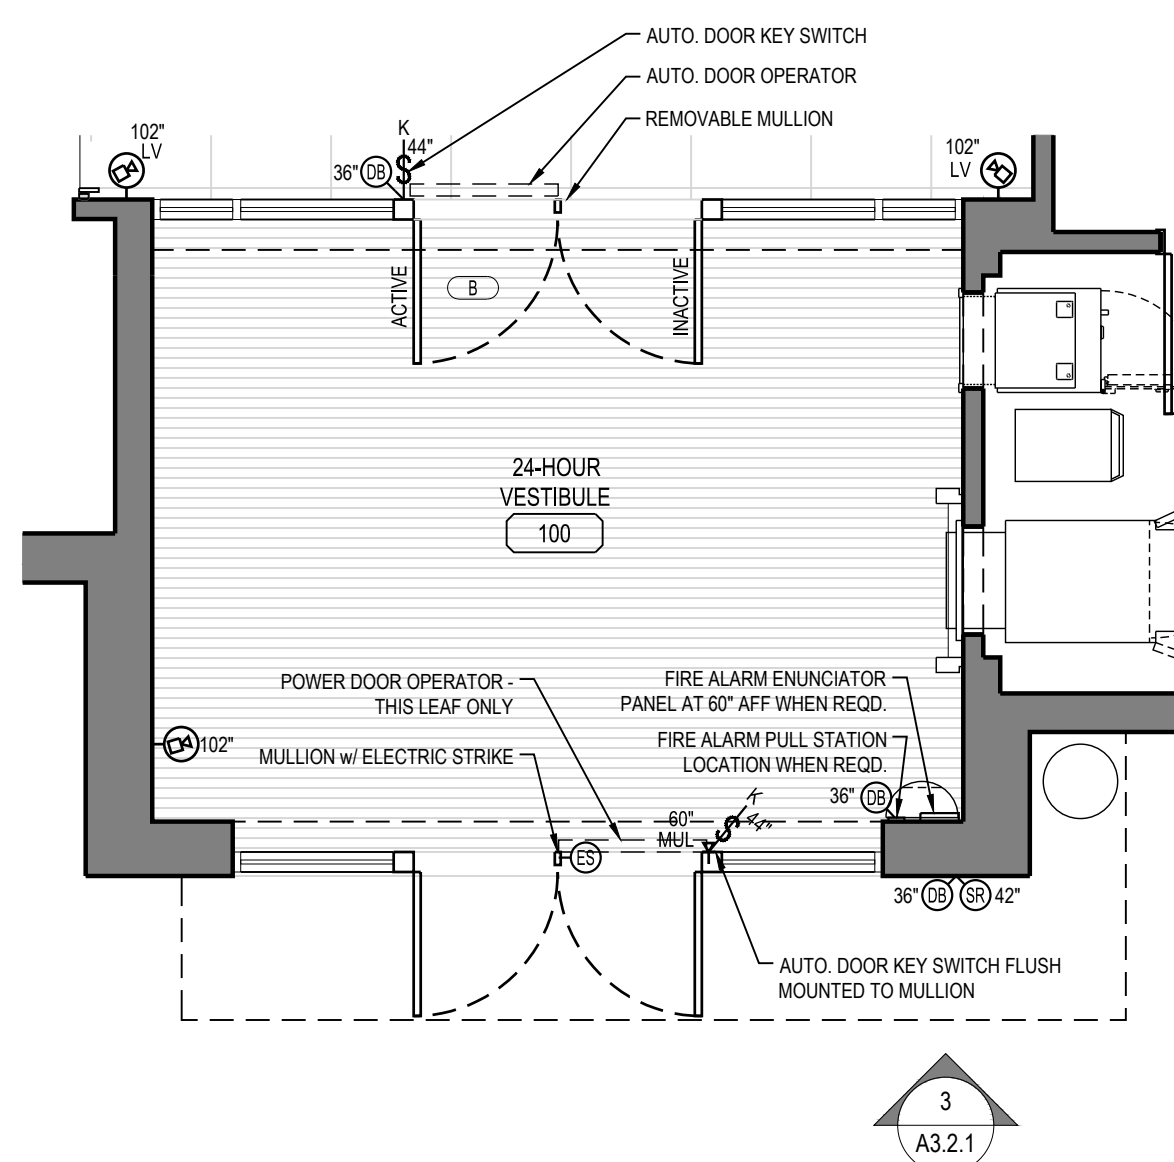 AUTO. DOOR KEY SWITCH
AUTO. DOOR OPERATOR
REMOVABLE MULLION
102"
LV
K
44"
36" DB
S
102"
LV
ACTIVE
B
INACTIVE
24-HOUR
VESTIBULE
100
POWER DOOR OPERATOR -
THIS LEAF ONLY
FIRE ALARM ENUNCIATOR
PANEL AT 60" AFF WHEN REQD.
102"
MULLION w/ ELECTRIC STRIKE
FIRE ALARM PULL STATION
LOCATION WHEN REQD.
36" DB
60"
MUL
K
S
44"
ES
36" DB SR 42"
AUTO. DOOR KEY SWITCH FLUSH
MOUNTED TO MULLION
3
A3.2.1